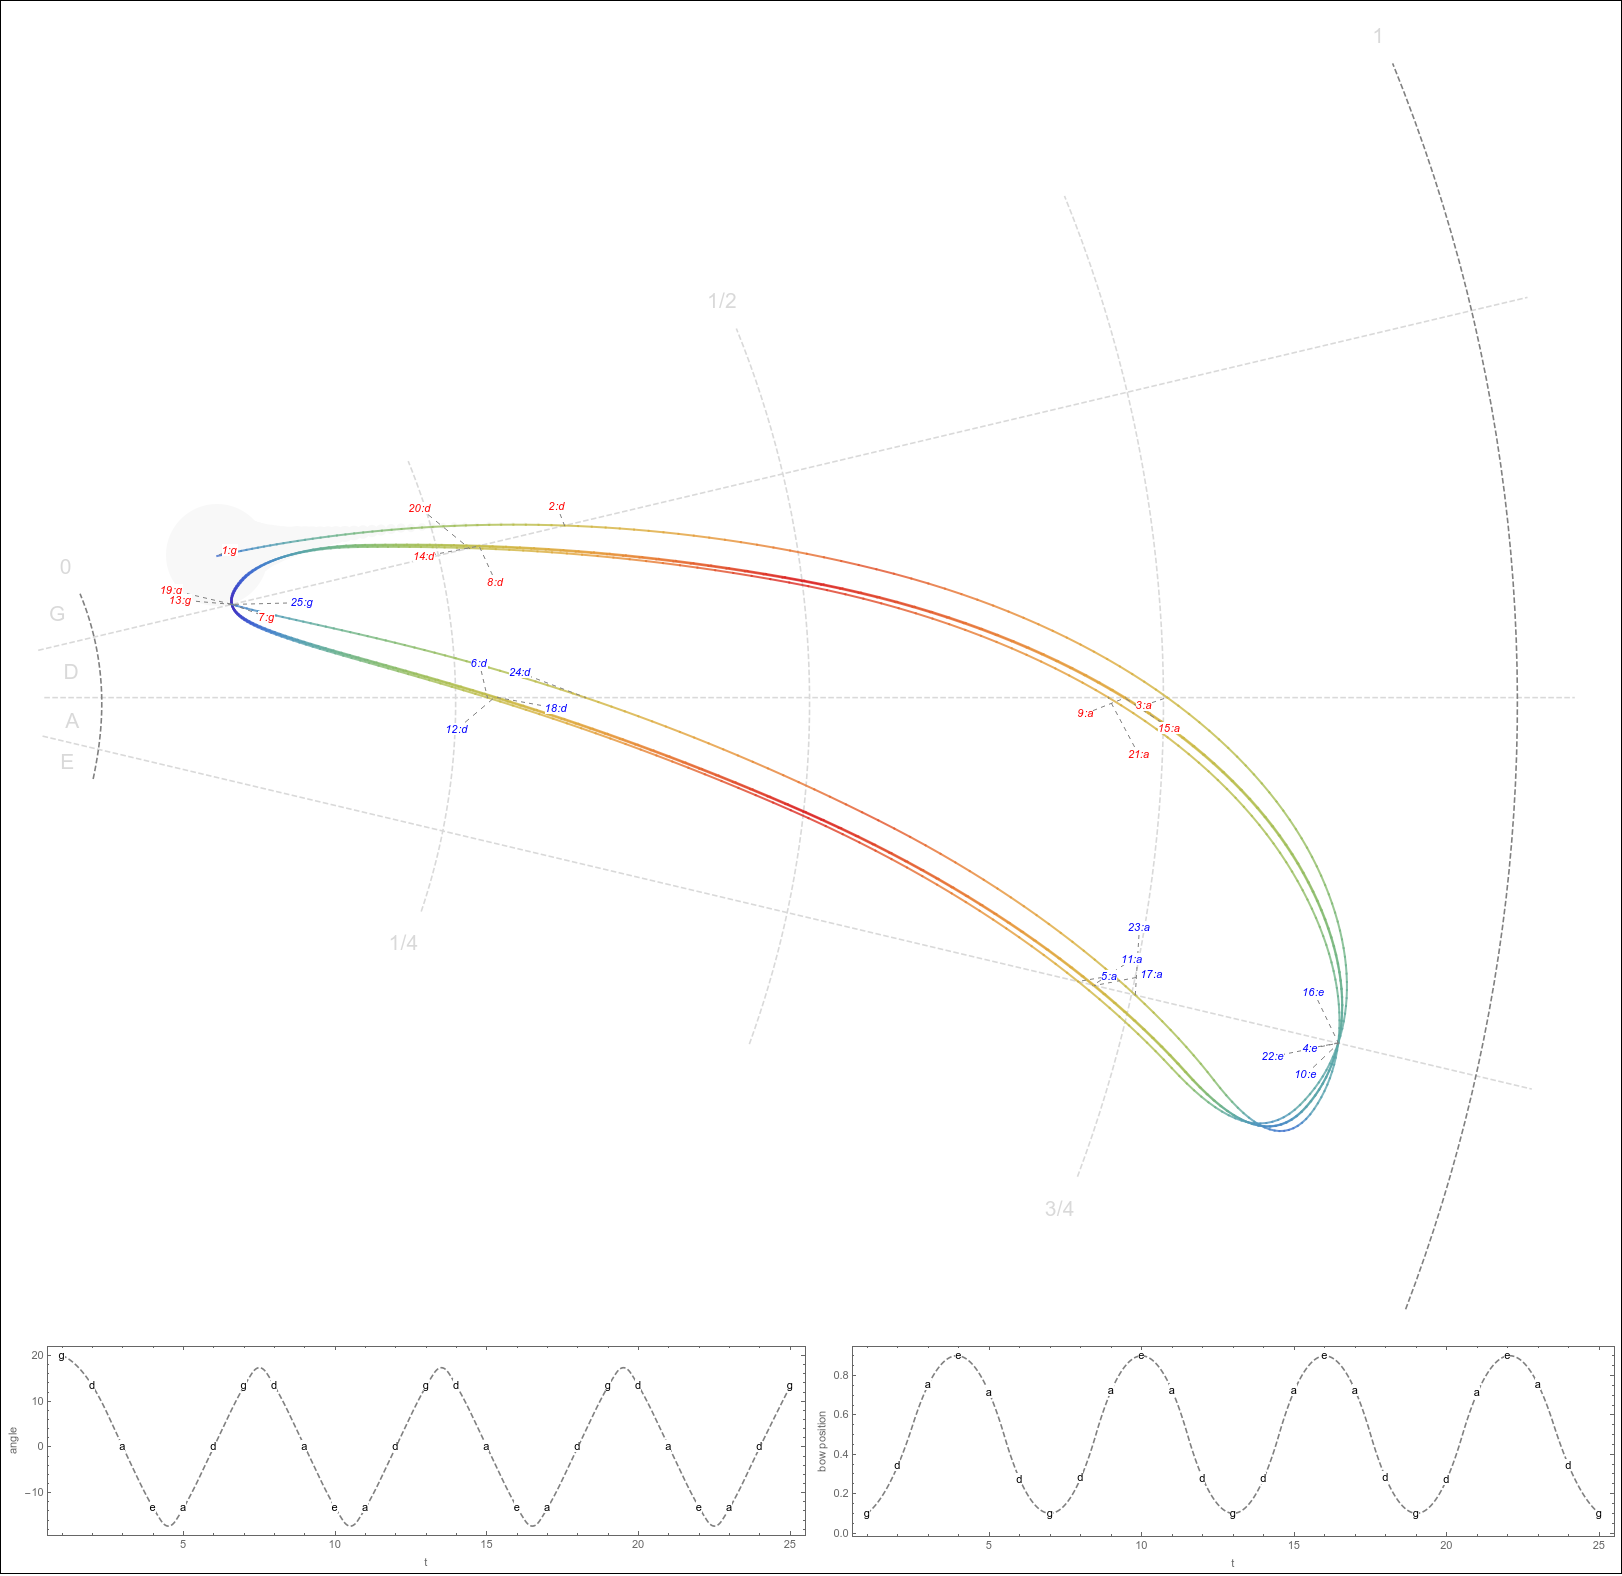 1
1/2
20:d
2:d
1:g
14:d
8:d
0
19:g
13:g
25:g
G
7:g
6:d
24:d
D
18:d
A
12:d
9:a
3:a
15:a
21:a
E
1/4
23:a
11:a
5:a
17:a
16:e
4:e
22:e
10:e
3/4
20
10
0
−10
angle
g
d
a
e
a
d
g
d
a
e
a
d
g
d
a
e
a
d
g
d
a
e
a
d
g
5
10
15
20
25
t
0.8
0.6
0.4
0.2
0.0
bow position
g
d
a
e
a
d
g
d
a
e
a
d
g
d
a
e
a
d
g
d
a
e
a
d
g
5
10
15
20
25
t